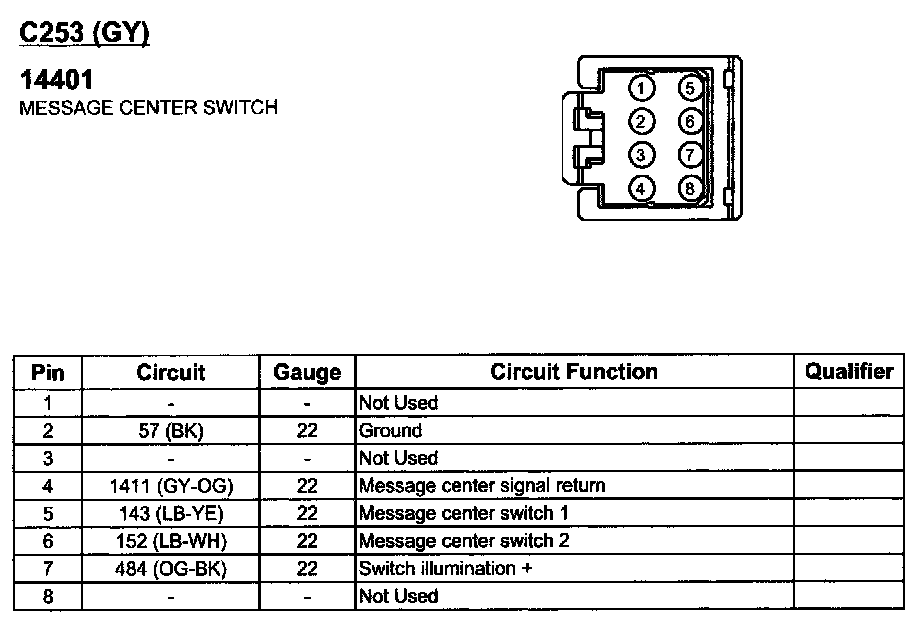 C253 (GY)
14401
MESSAGE CENTER SWITCH
1 5
2 6
3 7
4 8
Pin Circuit Gauge Circuit Function Qualifier
1 - - Not Used
2 57 (BK) 22 Ground
3 - - Not Used
4 1411 (GY-OG) 22 Message center signal return
5 143 (LB-YE) 22 Message center switch 1
6 152 (LB-WH) 22 Message center switch 2
7 484 (OG-BK) 22 Switch illumination +
8 - - Not Used